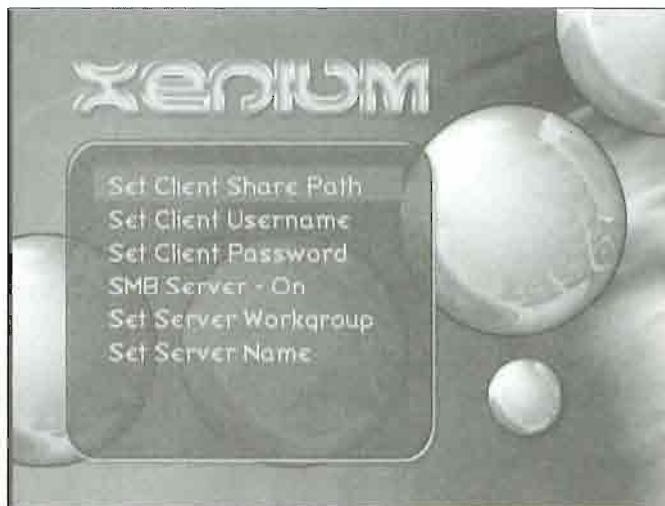 XENIUM
Set Client Share Path
Set Client Username
Set Client Password
SMB Server - On
Set Server Workgroup
Set Server Name